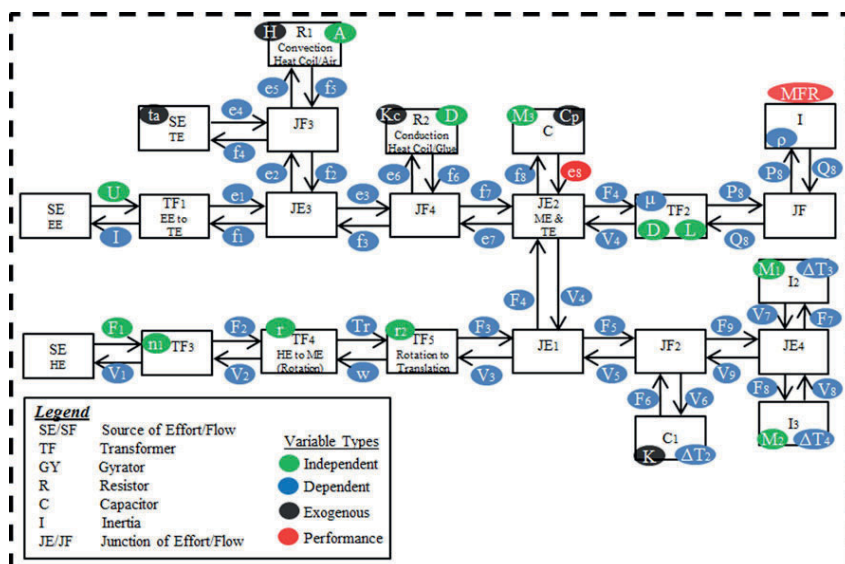 H R1 A
Convection
Heat Coil/Air
e5 f5
ta SE
TE
e4
f4
JF3
e2 f2
Kc R2 D
Conduction
Heat Coil/Glue
e6 f6
M3 C Cp
f8 e8
MFR
I
ρ
P8 Q8
SE
EE
U
I
TF1
EE to
TE
e1
f1
JE3
e3
f3
JF4
f7
e7
JE2
ME &
TE
F4
V4
μ
TF2
D L
P8
Q8
JF
F4 V4
SE
HE
F1
V1
n1 TF3
F2
V2
r TF4
HE to ME
(Rotation)
Tr
w
r2 TF5
Rotation to
Translation
F3
V3
JE1
F5
V5
JF2
F9
V9
JE4
M1 ΔT3
I2
V7 F7
F8 V8
I3
M2 ΔT4
F6 V6
C1
K ΔT2
Legend
SE/SF Source of Effort/Flow
TF Transformer
GY Gyrator
R Resistor
C Capacitor
I Inertia
JE/JF Junction of Effort/Flow
Variable Types
Independent
Dependent
Exogenous
Performance